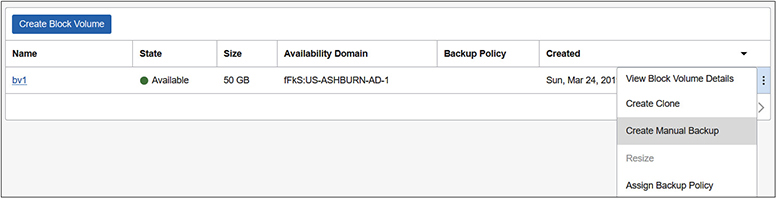 Create Block Volume
Name State Size Availability Domain Backup Policy Created
bv1 Available 50 GB fFkS:US-ASHBURN-AD-1 Sun, Mar 24, 201
View Block Volume Details
Create Clone
Create Manual Backup
Resize
Assign Backup Policy